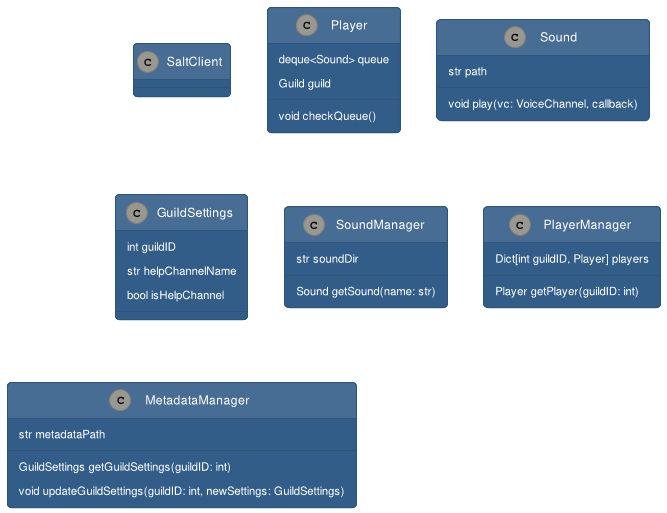 C SaltClient
C Player
deque<Sound> queue
Guild guild
void checkQueue()
C Sound
str path
void play(vc: VoiceChannel, callback)
C GuildSettings
int guildID
str helpChannelName
bool isHelpChannel
C SoundManager
str soundDir
Sound getSound(name: str)
C PlayerManager
Dict[int guildID, Player] players
Player getPlayer(guildID: int)
C MetadataManager
str metadataPath
GuildSettings getGuildSettings(guildID: int)
void updateGuildSettings(guildID: int, newSettings: GuildSettings)